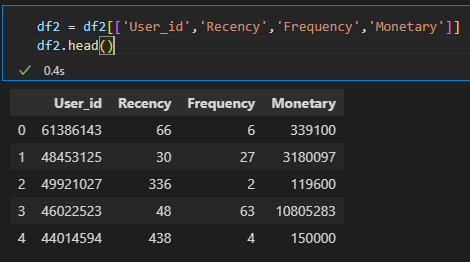 df2 = df2[['User_id','Recency','Frequency','Monetary']]
df2.head()
0.4s
User_id Recency Frequency Monetary
0 61386143 66 6 339100
1 48453125 30 27 3180097
2 49921027 336 2 119600
3 46022523 48 63 10805283
4 44014594 438 4 150000